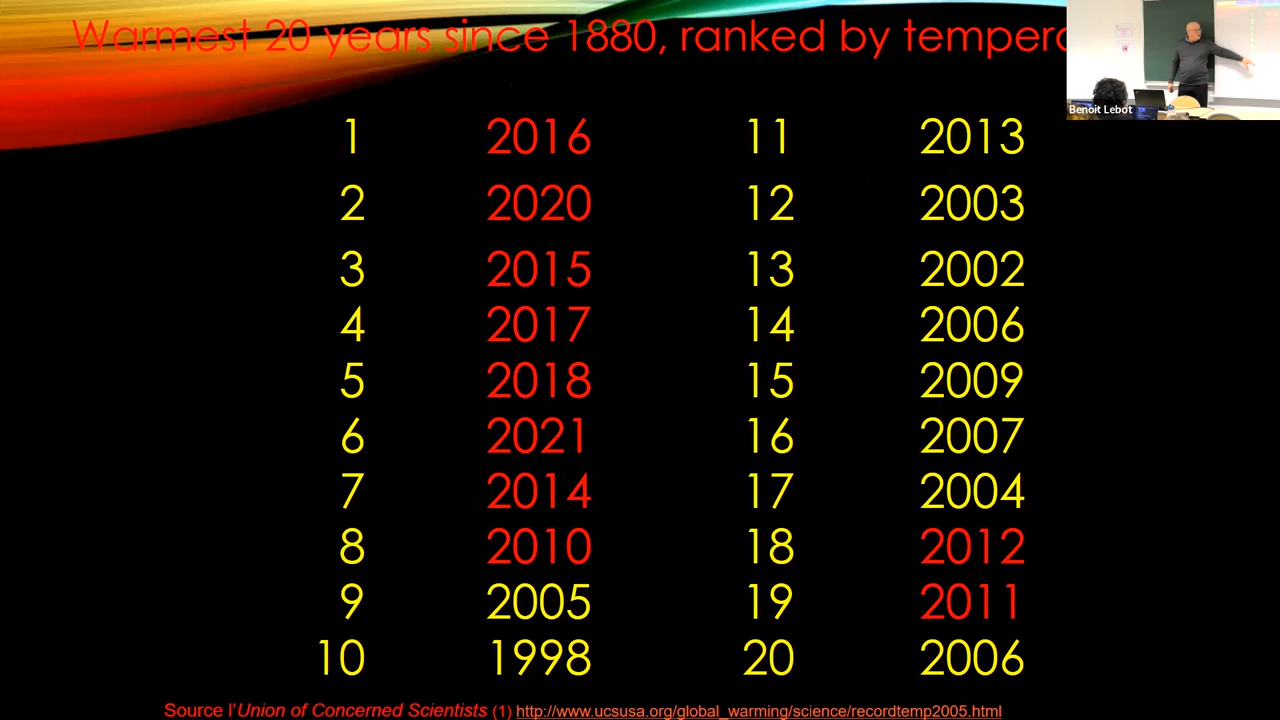 Warmest 20 years since 1880, ranked by tempera
1 2016 11 2013
2 2020 12 2003
3 2015 13 2002
4 2017 14 2006
5 2018 15 2009
6 2021 16 2007
7 2014 17 2004
8 2010 18 2012
9 2005 19 2011
10 1998 20 2006
Source l'Union of Concerned Scientists (1) http://www.ucsusa.org/global_warming/science/recordtemp2005.html
Benoit Lebot